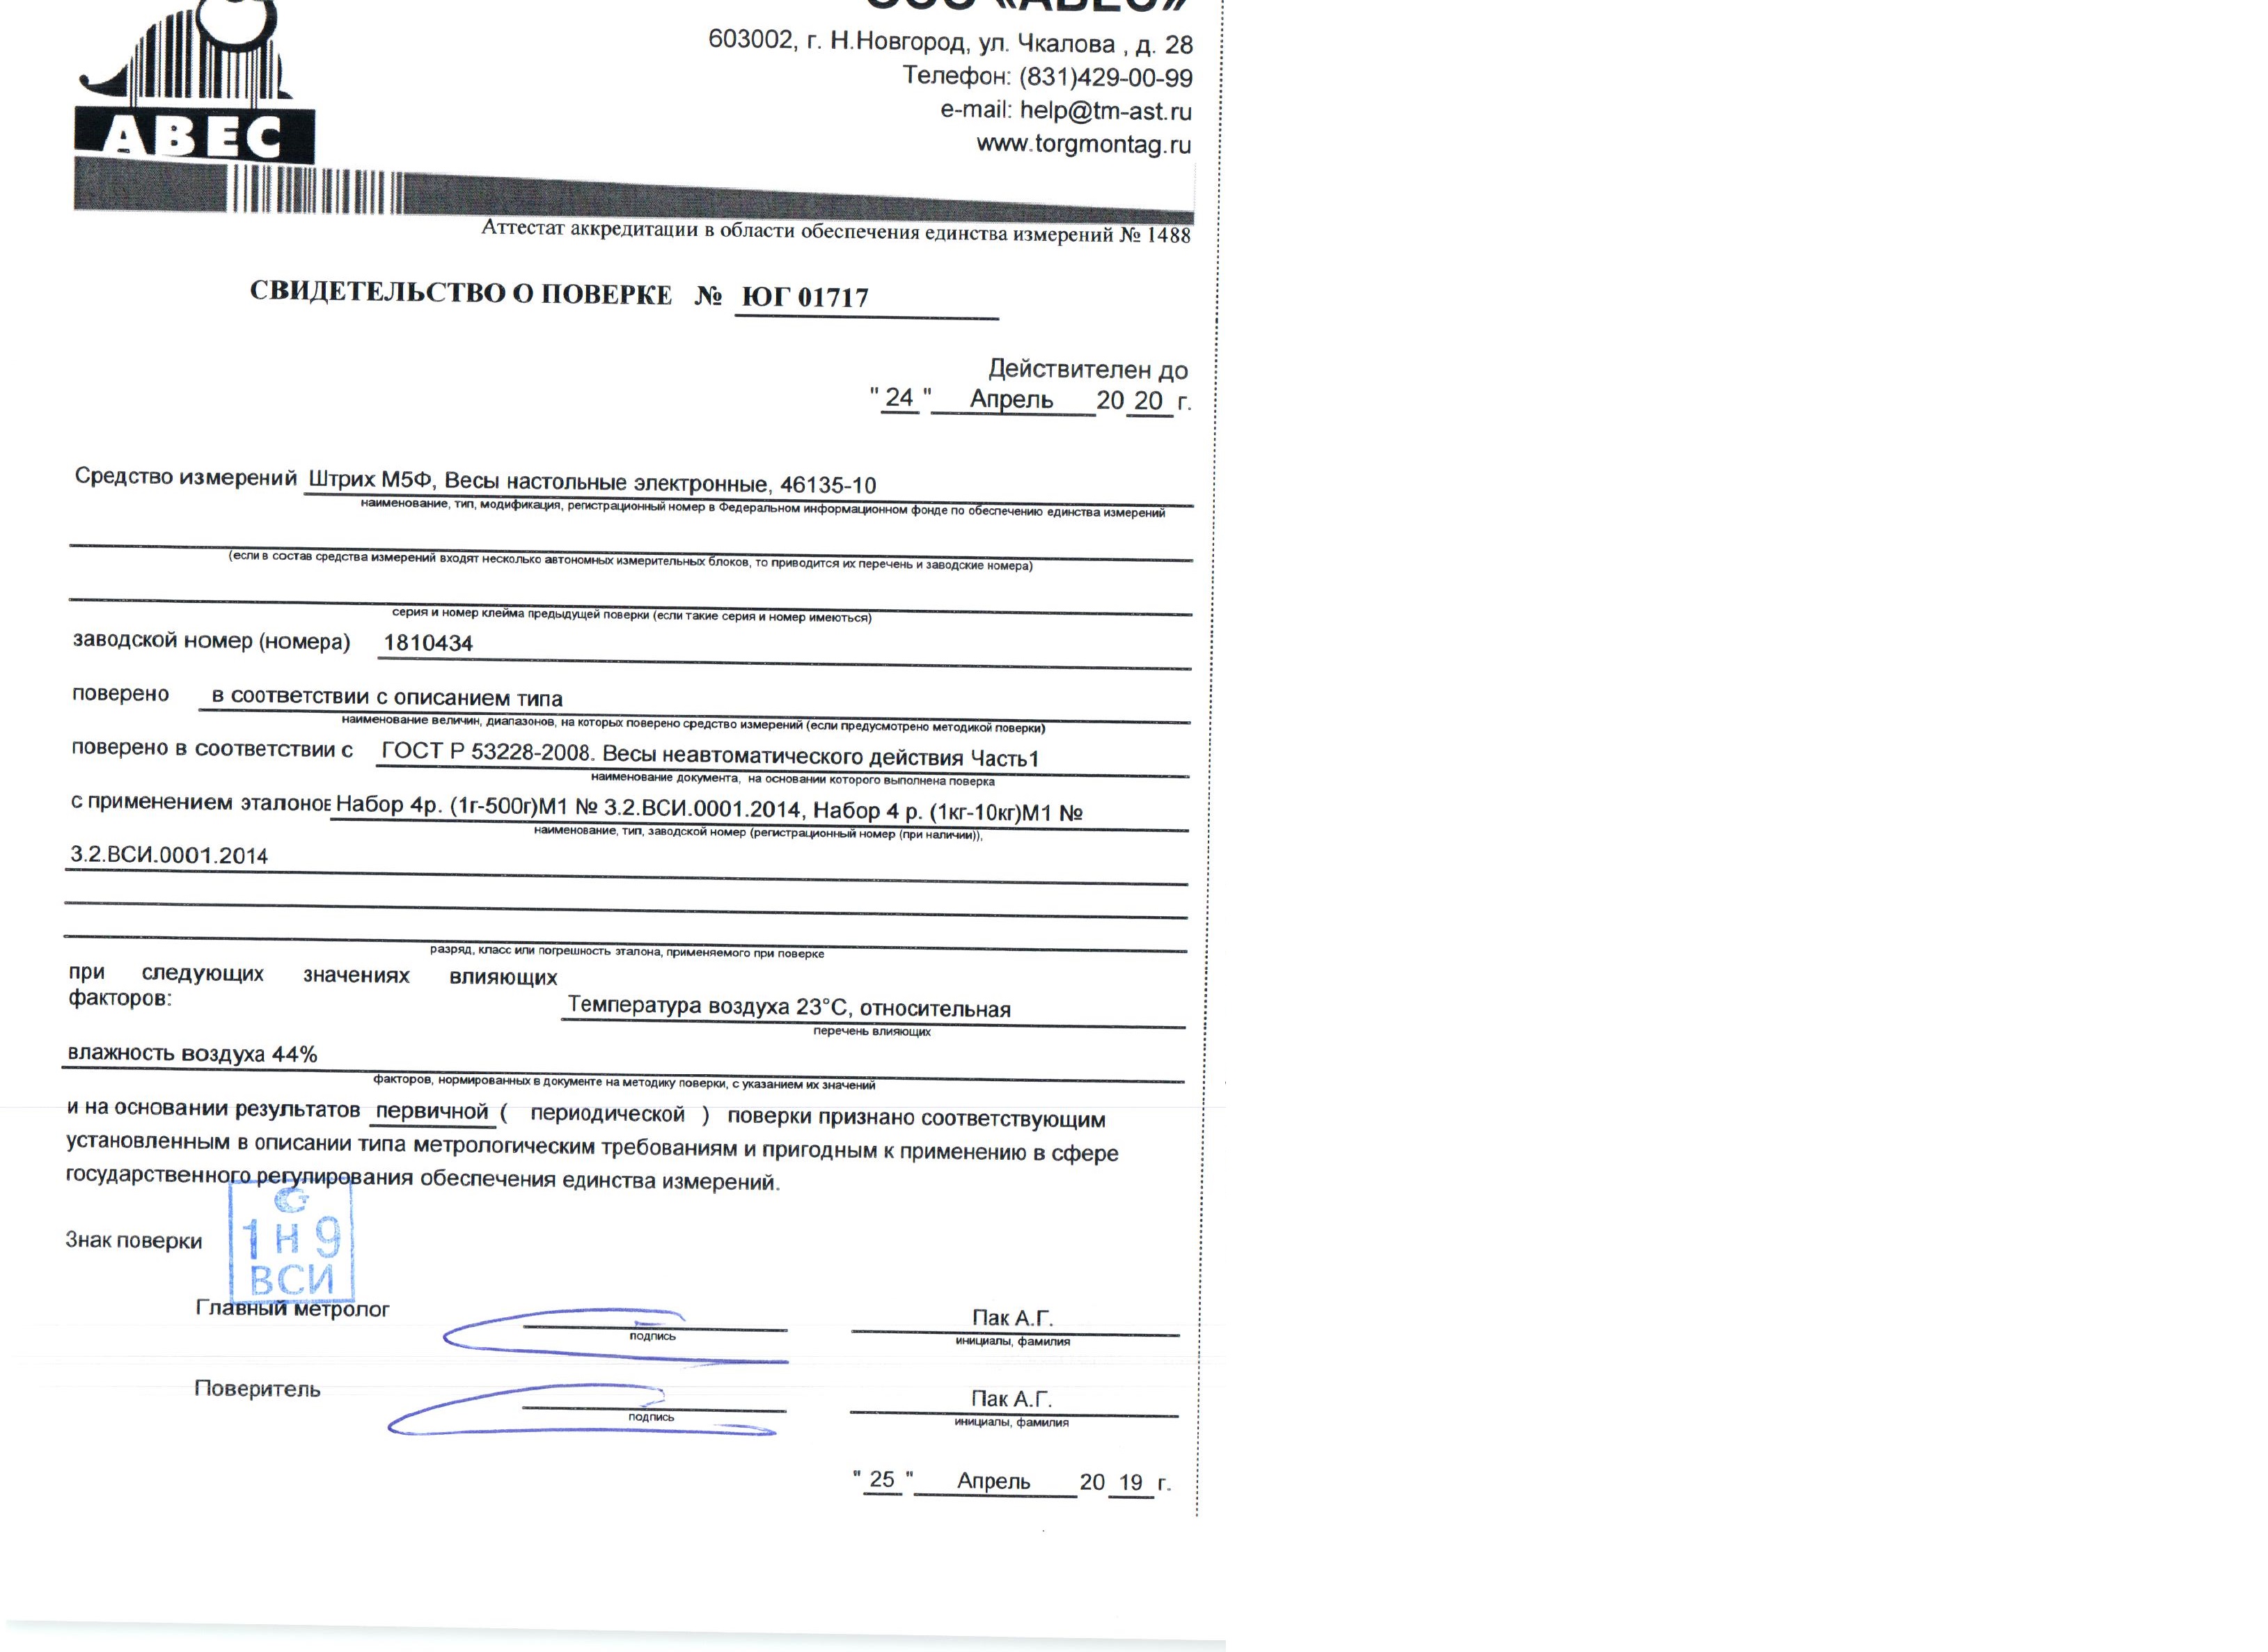 ООО «АВЕС»
603002, г. Н.Новгород, ул. Чкалова , д. 28
Телефон: (831)429-00-99
e-mail: help@tm-ast.ru
www.torgmontag.ru
АВЕС
Аттестат аккредитации в области обеспечения единства измерений № 1488
СВИДЕТЕЛЬСТВО О ПОВЕРКЕ № ЮГ 01717
Действителен до
" 24 " Апрель 20 20 г.
Средство измерений Штрих М5Ф, Весы настольные электронные, 46135-10
наименование, тип, модификация, регистрационный номер в Федеральном информационном фонде по обеспечению единства измерений
(если в состав средства измерений входят несколько автономных измерительных блоков, то приводится их перечень и заводские номера)
серия и номер клейма предыдущей поверки (если такие серия и номер имеються)
заводской номер (номера) 1810434
поверено в соответствии с описанием типа
наименование величин, диапазонов, на которых поверено средство измерений (если предусмотрено методикой поверки)
поверено в соответствии с ГОСТ Р 53228-2008. Весы неавтоматического действия Часть1
наименование документа, на основании которого выполнена поверка
с применением эталонов Набор 4р. (1г-500г)М1 № 3.2.ВСИ.0001.2014, Набор 4 р. (1кг-10кг)М1 №
наименование, тип, заводской номер (регистрационный номер (при наличии)),
3.2.ВСИ.0001.2014
разряд, класс или погрешность эталона, применяемого при поверке
при следующих значениях влияющих
факторов: Температура воздуха 23°С, относительная
перечень влияющих
влажность воздуха 44%
факторов, нормированных в документе на методику поверки, с указанием их значений
и на основании результатов первичной ( периодической ) поверки признано соответствующим
установленным в описании типа метрологическим требованиям и пригодным к применению в сфере
государственного регулирования обеспечения единства измерений.
Знак поверки
1 Н 9
ВСИ
Главный метролог Пак А.Г.
подпись инициалы, фамилия
Поверитель Пак А.Г.
подпись инициалы, фамилия
" 25 " Апрель 20 19 г.